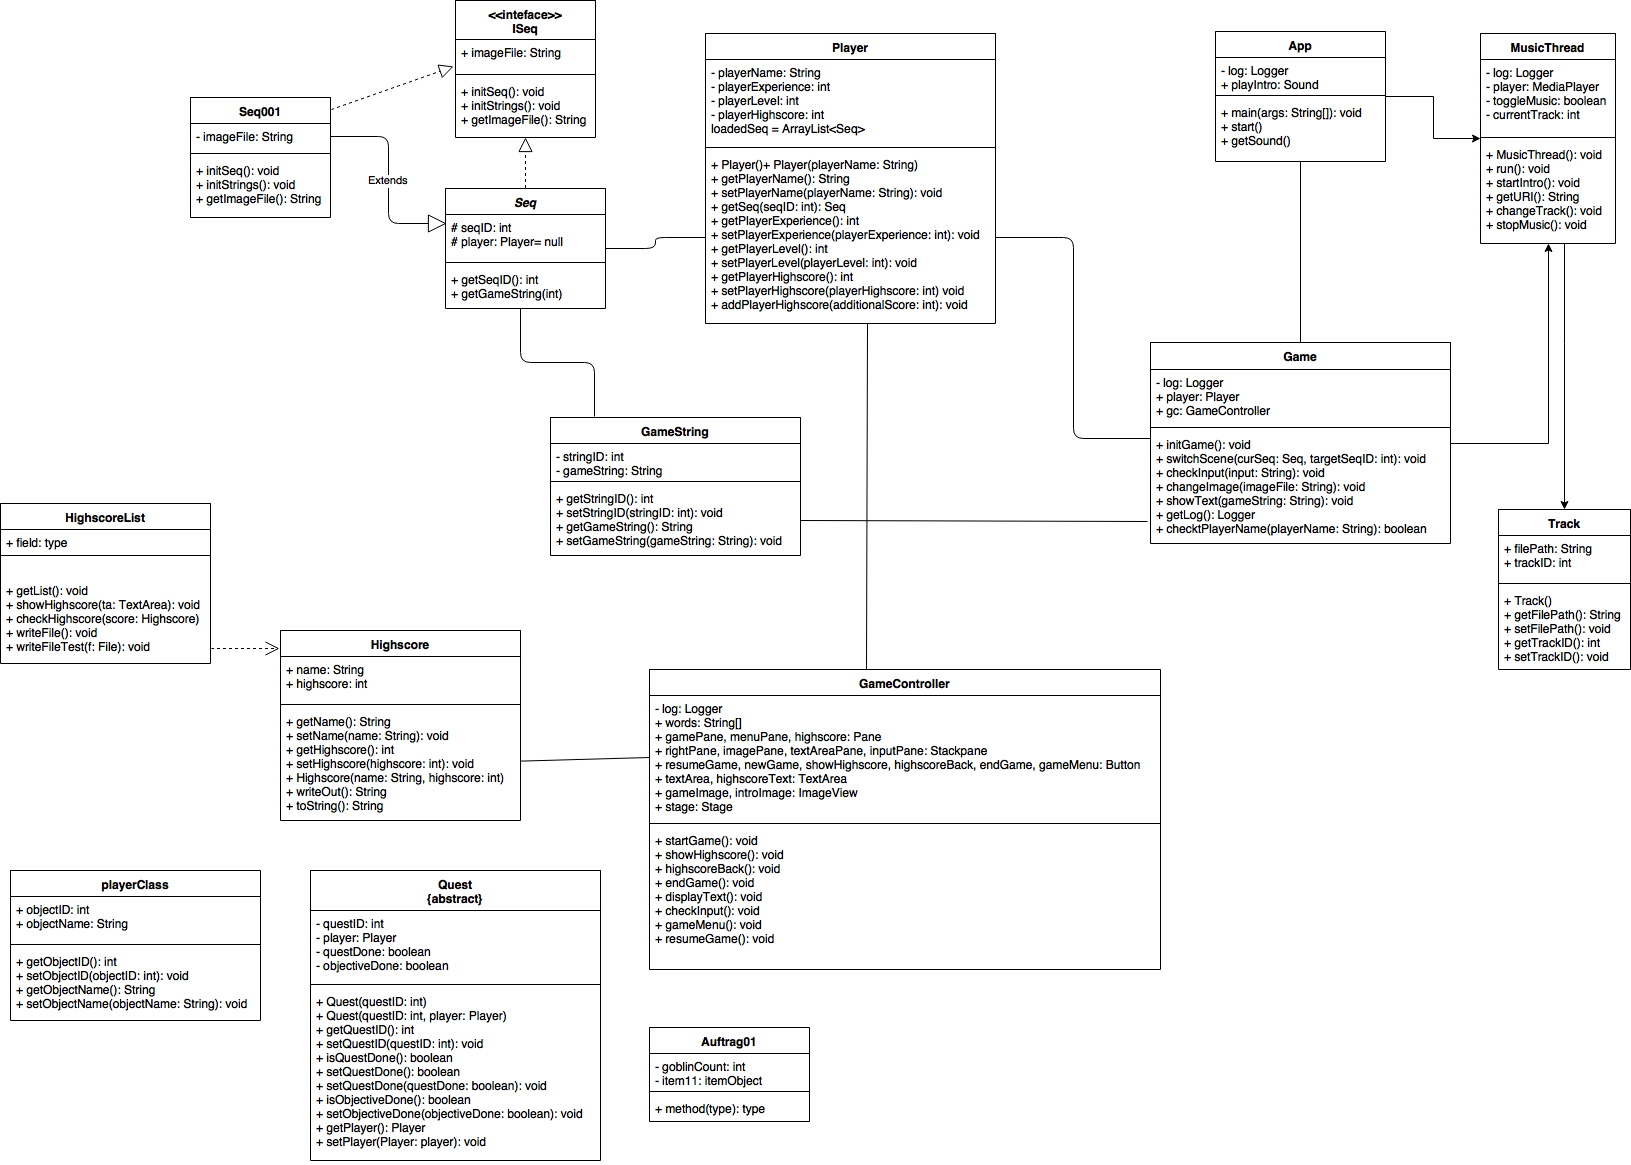 <<inteface>>
ISeq
+ imageFile: String
+ initSeq(): void
+ initStrings(): void
+ getImageFile(): String
Seq001
- imageFile: String
+ initSeq(): void
+ initStrings(): void
+ getImageFile(): String
Extends
Seq
# seqID: int
# player: Player= null
+ getSeqID(): int
+ getGameString(int)
Player
- playerName: String
- playerExperience: int
- playerLevel: int
- playerHighscore: int
loadedSeq = ArrayList<Seq>
+ Player()+ Player(playerName: String)
+ getPlayerName(): String
+ setPlayerName(playerName: String): void
+ getSeq(seqID: int): Seq
+ getPlayerExperience(): int
+ setPlayerExperience(playerExperience: int): void
+ getPlayerLevel(): int
+ setPlayerLevel(playerLevel: int): void
+ getPlayerHighscore(): int
+ setPlayerHighscore(playerHighscore: int) void
+ addPlayerHighscore(additionalScore: int): void
App
- log: Logger
+ playIntro: Sound
+ main(args: String[]): void
+ start()
+ getSound()
MusicThread
- log: Logger
- player: MediaPlayer
- toggleMusic: boolean
- currentTrack: int
+ MusicThread(): void
+ run(): void
+ startIntro(): void
+ getURI(): String
+ changeTrack(): void
+ stopMusic(): void
Game
- log: Logger
+ player: Player
+ gc: GameController
+ initGame(): void
+ switchScene(curSeq: Seq, targetSeqID: int): void
+ checkInput(input: String): void
+ changeImage(imageFile: String): void
+ showText(gameString: String): void
+ getLog(): Logger
+ checktPlayerName(playerName: String): boolean
GameString
- stringID: int
- gameString: String
+ getStringID(): int
+ setStringID(stringID: int): void
+ getGameString(): String
+ setGameString(gameString: String): void
Track
+ filePath: String
+ trackID: int
+ Track()
+ getFilePath(): String
+ setFilePath(): void
+ getTrackID(): int
+ setTrackID(): void
HighscoreList
+ field: type
+ getList(): void
+ showHighscore(ta: TextArea): void
+ checkHighscore(score: Highscore)
+ writeFile(): void
+ writeFileTest(f: File): void
Highscore
+ name: String
+ highscore: int
+ getName(): String
+ setName(name: String): void
+ getHighscore(): int
+ setHighscore(highscore: int): void
+ Highscore(name: String, highscore: int)
+ writeOut(): String
+ toString(): String
GameController
- log: Logger
+ words: String[]
+ gamePane, menuPane, highscore: Pane
+ rightPane, imagePane, textAreaPane, inputPane: Stackpane
+ resumeGame, newGame, showHighscore, highscoreBack, endGame, gameMenu: Button
+ textArea, highscoreText: TextArea
+ gameImage, introImage: ImageView
+ stage: Stage
+ startGame(): void
+ showHighscore(): void
+ highscoreBack(): void
+ endGame(): void
+ displayText(): void
+ checkInput(): void
+ gameMenu(): void
+ resumeGame(): void
playerClass
+ objectID: int
+ objectName: String
+ getObjectID(): int
+ setObjectID(objectID: int): void
+ getObjectName(): String
+ setObjectName(objectName: String): void
Quest
{abstract}
- questID: int
- player: Player
- questDone: boolean
- objectiveDone: boolean
+ Quest(questID: int)
+ Quest(questID: int, player: Player)
+ getQuestID(): int
+ setQuestID(questID: int): void
+ isQuestDone(): boolean
+ setQuestDone(): boolean
+ setQuestDone(questDone: boolean): void
+ isObjectiveDone(): boolean
+ setObjectiveDone(objectiveDone: boolean): void
+ getPlayer(): Player
+ setPlayer(Player: player): void
Auftrag01
- goblinCount: int
- item11: itemObject
+ method(type): type